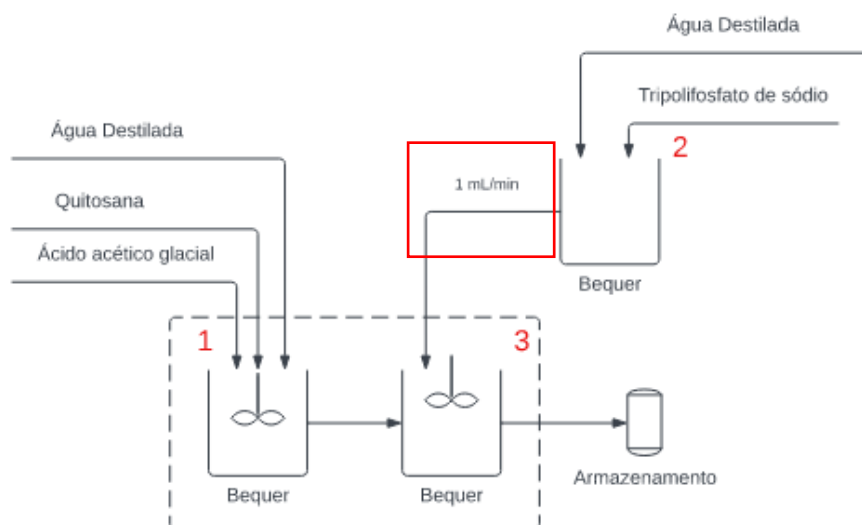 Água Destilada
Tripolifosfato de sódio
2
Água Destilada
1 mL/min
Quitosana
Ácido acético glacial
Bequer
1
3
Armazenamento
Bequer
Bequer